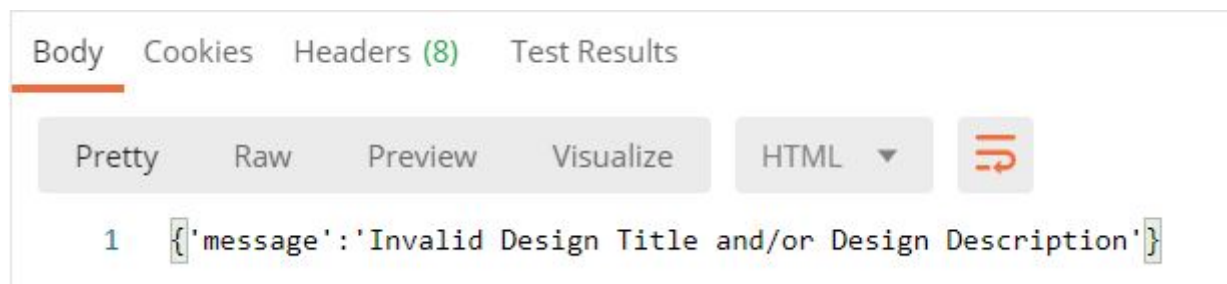 Body Cookies Headers (8) Test Results
Pretty Raw Preview Visualize HTML
1 {'message':'Invalid Design Title and/or Design Description'}